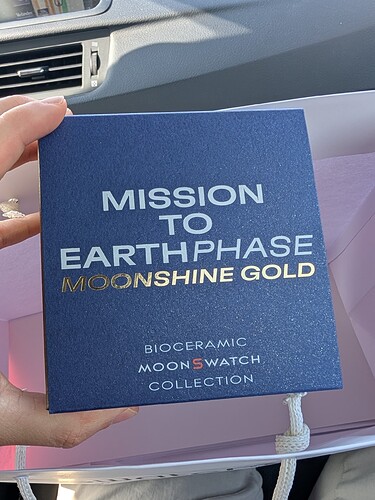 MISSION
TO
EARTHPHASE
MOONSHINE GOLD
BIOCERAMIC
MOONSWATCH
COLLECTION